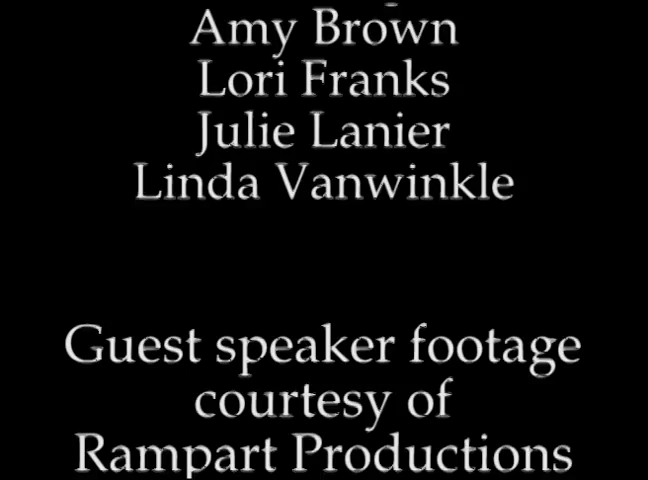 Amy Brown
Lori Franks
Julie Lanier
Linda Vanwinkle
Guest speaker footage
courtesy of
Rampart Productions